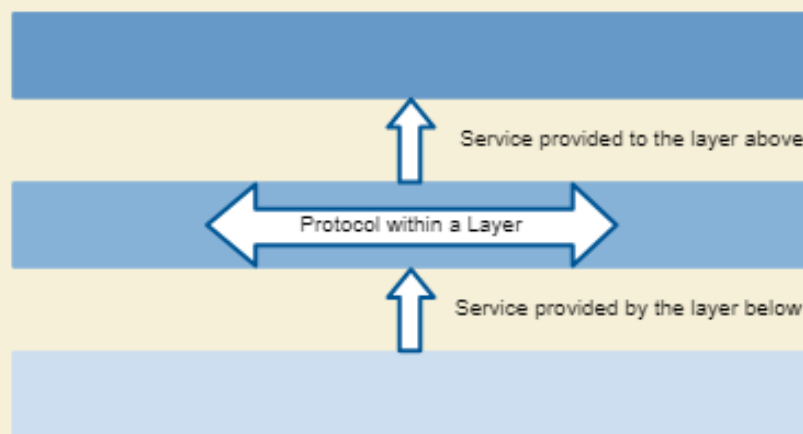 Service provided to the layer above
Protocol within a Layer
Service provided by the layer below